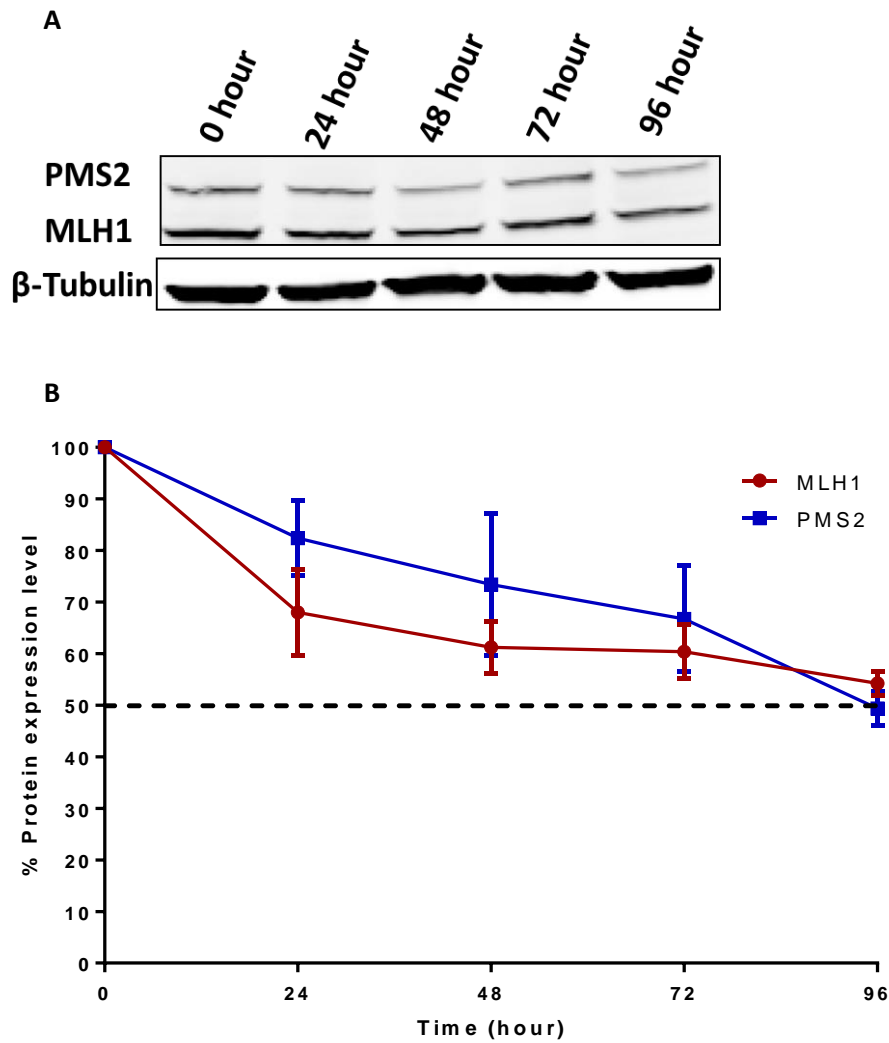 A
0 hour 24 hour 48 hour 72 hour 96 hour
PMS2
MLH1
β-Tubulin
B
100
90
80
70
60
50
40
30
20
10
0
% Protein expression level
MLH1
PMS2
0 24 48 72 96
Time (hour)